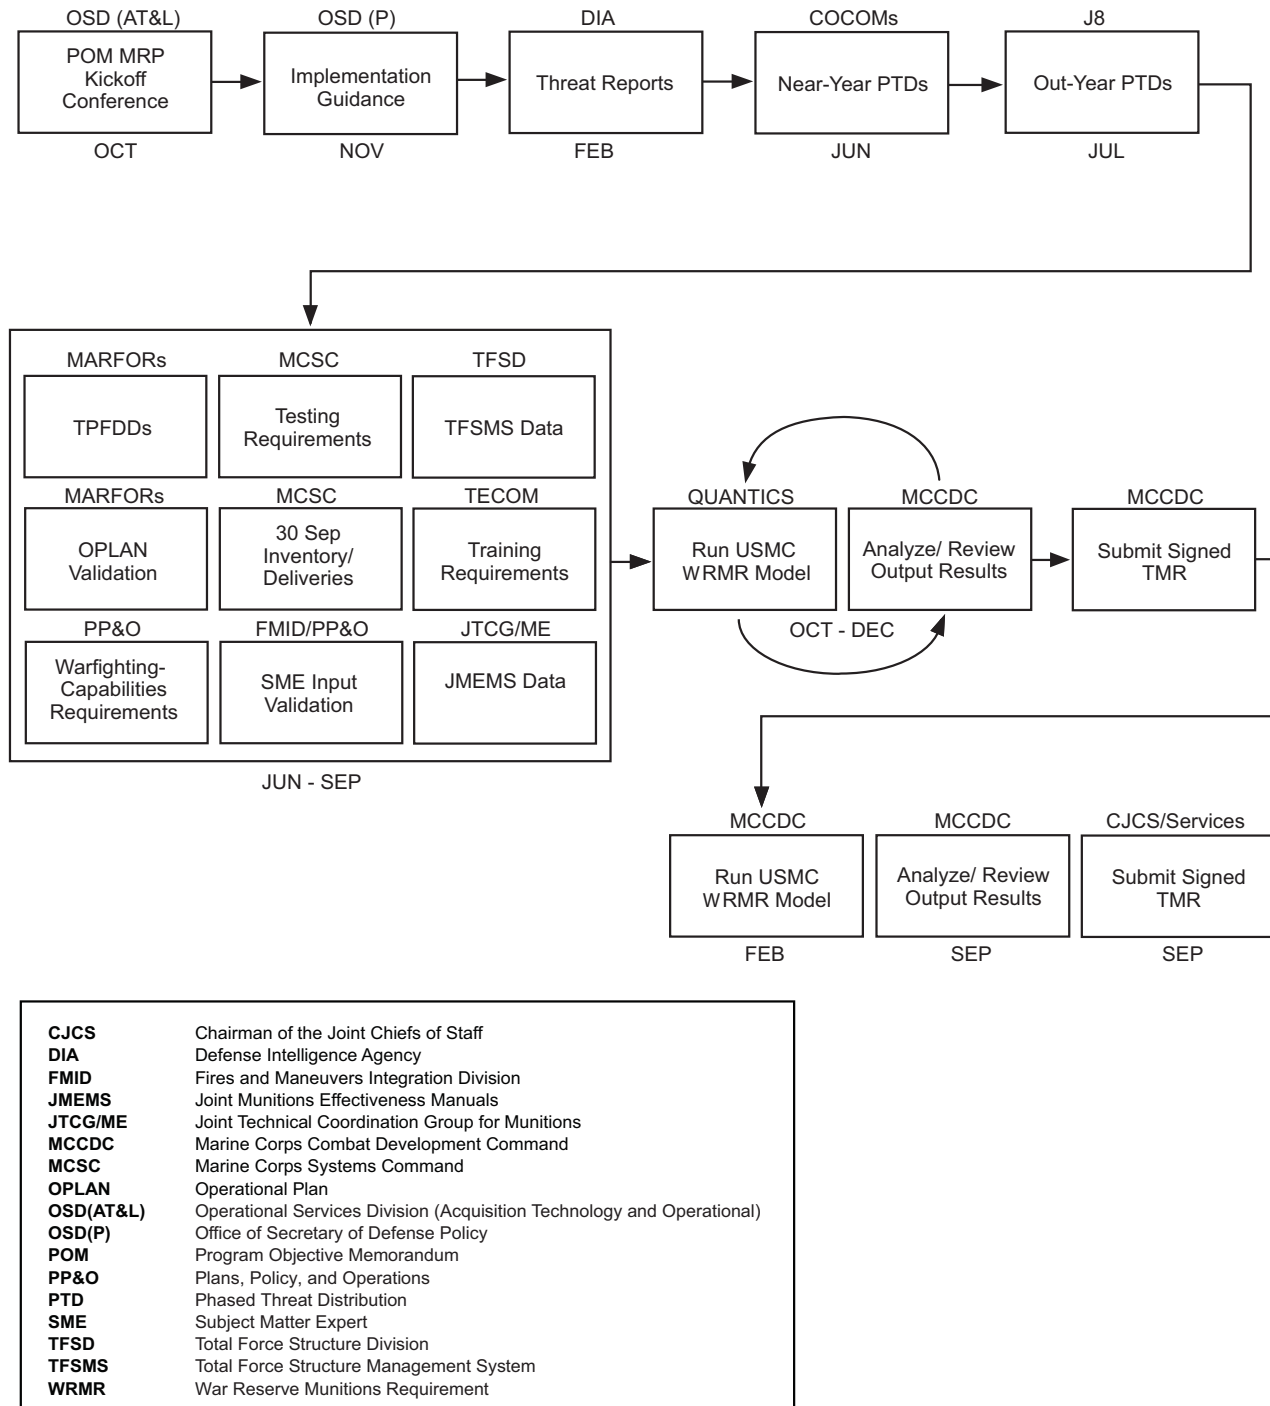 OSD (AT&L)
POM MRP
Kickoff
Conference
OCT
OSD (P)
Implementation
Guidance
NOV
DIA
Threat Reports
FEB
COCOMs
Near-Year PTDs
JUN
J8
Out-Year PTDs
JUL
MARFORs
TPFDDs
MCSC
Testing
Requirements
TFSD
TFSMS Data
MARFORs
OPLAN
Validation
MCSC
30 Sep
Inventory/
Deliveries
TECOM
Training
Requirements
PP&O
Warfighting-
Capabilities
Requirements
FMID/PP&O
SME Input
Validation
JTCG/ME
JMEMS Data
JUN - SEP
QUANTICS
Run USMC
WRMR Model
MCCDC
Analyze/ Review
Output Results
OCT - DEC
MCCDC
Submit Signed
TMR
MCCDC
Run USMC
WRMR Model
FEB
MCCDC
Analyze/ Review
Output Results
SEP
CJCS/Services
Submit Signed
TMR
SEP
CJCS Chairman of the Joint Chiefs of Staff
DIA Defense Intelligence Agency
FMID Fires and Maneuvers Integration Division
JMEMS Joint Munitions Effectiveness Manuals
JTCG/ME Joint Technical Coordination Group for Munitions
MCCDC Marine Corps Combat Development Command
MCSC Marine Corps Systems Command
OPLAN Operational Plan
OSD(AT&L) Operational Services Division (Acquisition Technology and Operational)
OSD(P) Office of Secretary of Defense Policy
POM Program Objective Memorandum
PP&O Plans, Policy, and Operations
PTD Phased Threat Distribution
SME Subject Matter Expert
TFSD Total Force Structure Division
TFSMS Total Force Structure Management System
WRMR War Reserve Munitions Requirement